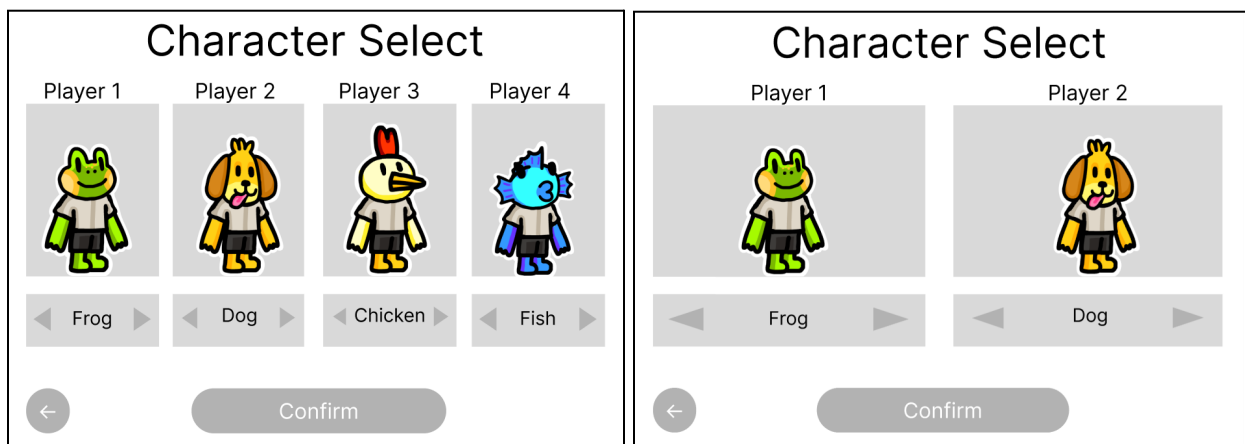 Character Select
Player 1 Player 2 Player 3 Player 4
Frog Dog Chicken Fish
← Confirm
Character Select
Player 1 Player 2
Frog Dog
← Confirm